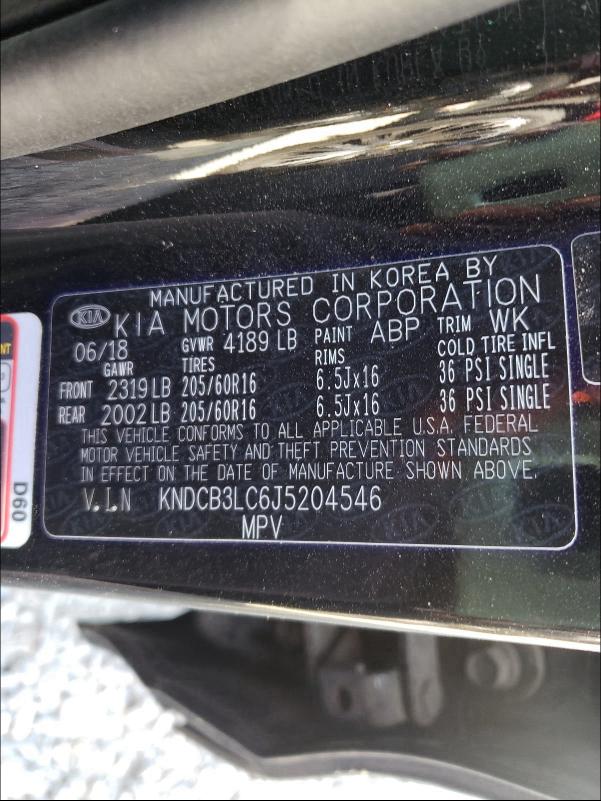 MANUFACTURED IN KOREA BY
KIA KIA MOTORS CORPORATION
06/18 GVWR 4189 LB PAINT ABP TRIM WK
GAWR TIRES RIMS COLD TIRE INFL
FRONT 2319 LB 205/60R16 6.5Jx16 36 PSI SINGLE
REAR 2002 LB 205/60R16 6.5Jx16 36 PSI SINGLE
THIS VEHICLE CONFORMS TO ALL APPLICABLE U.S.A. FEDERAL
MOTOR VEHICLE SAFETY AND THEFT PREVENTION STANDARDS
IN EFFECT ON THE DATE OF MANUFACTURE SHOWN ABOVE.
V.I.N KNDCB3LC6J5204546
MPV
D60